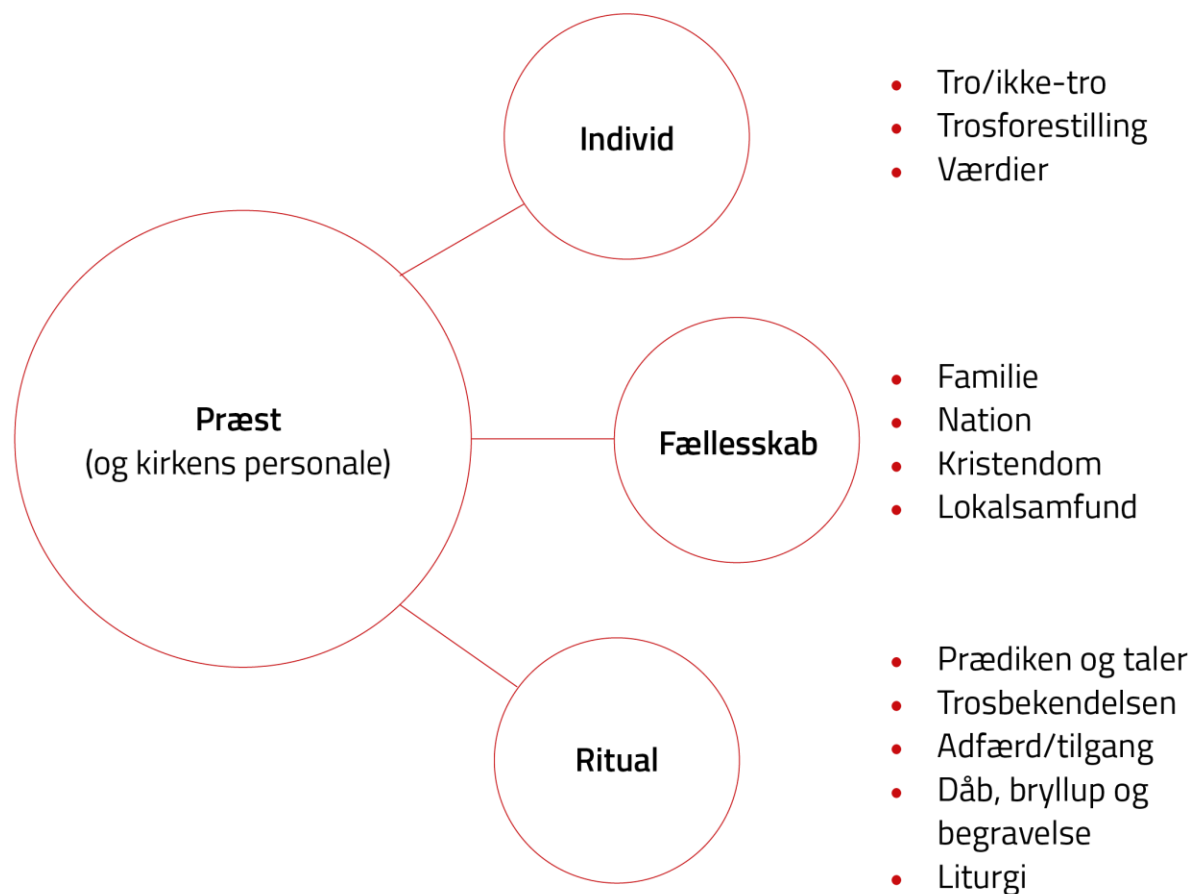 Individ
• Tro/ikke-tro
• Trosforestilling
• Værdier
Præst
(og kirkens personale)
Fællesskab
• Familie
• Nation
• Kristendom
• Lokalsamfund
Ritual
• Prædiken og taler
• Trosbekendelsen
• Adfærd/tilgang
• Dåb, bryllup og
begravelse
• Liturgi